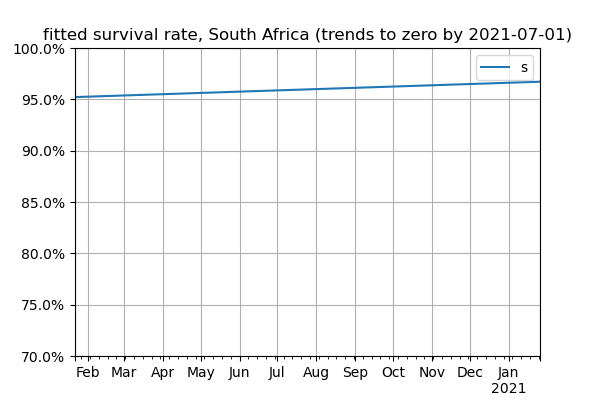 fitted survival rate, South Africa (trends to zero by 2021-07-01)
100.0%
s
95.0%
90.0%
85.0%
80.0%
75.0%
70.0%
Feb Mar Apr May Jun Jul Aug Sep Oct Nov Dec Jan
2021